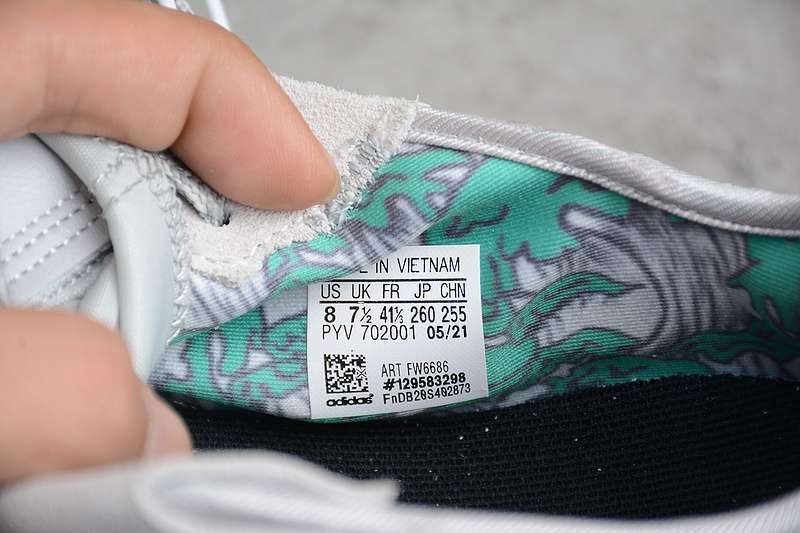 E IN VIETNAM
US UK FR JP CHN
8 7½ 41⅓ 260 255
PYV 702001 05/21
ART FW6686
#129583298
adidas FnDB20S402873